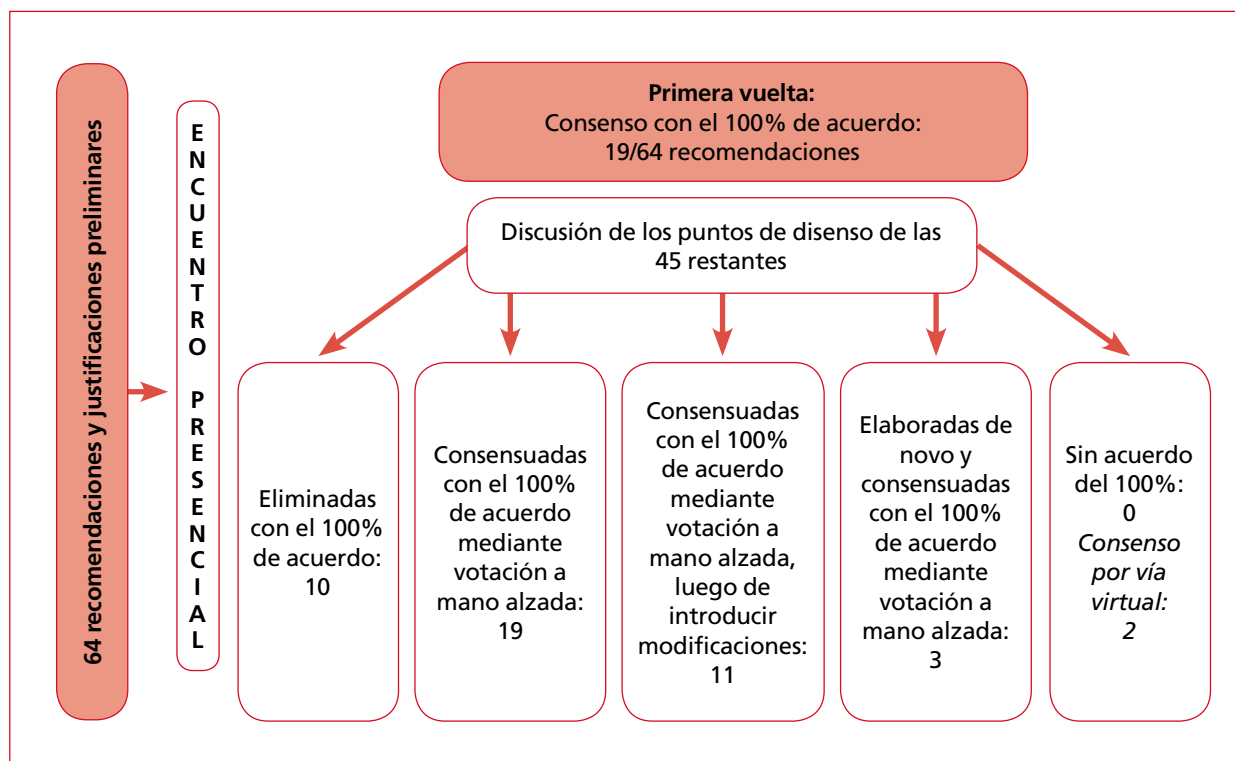 64 recomendaciones y justificaciones preliminares
ENCUENTRO PRESENCIAL
Primera vuelta:
Consenso con el 100% de acuerdo:
19/64 recomendaciones
Discusión de los puntos de disenso de las
45 restantes
Eliminadas
con el 100%
de acuerdo:
10
Consensuadas
con el 100%
de acuerdo
mediante
votación a
mano alzada:
19
Consensuadas
con el 100%
de acuerdo
mediante
votación a
mano alzada,
luego de
introducir
modificaciones:
11
Elaboradas de
novo y
consensuadas
con el 100%
de acuerdo
mediante
votación a
mano alzada:
3
Sin acuerdo
del 100%:
0
Consenso
por vía
virtual:
2